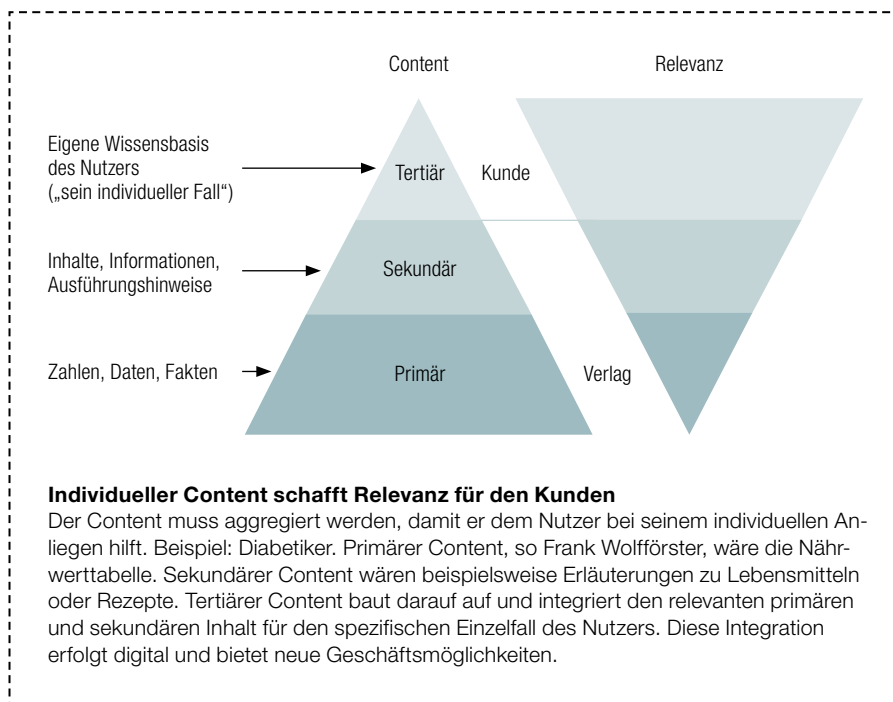 Content
Relevanz
Eigene Wissensbasis
des Nutzers
(„sein individueller Fall“)
Tertiär
Kunde
Inhalte, Informationen,
Ausführungshinweise
Sekundär
Zahlen, Daten, Fakten
Primär
Verlag
Individueller Content schafft Relevanz für den Kunden
Der Content muss aggregiert werden, damit er dem Nutzer bei seinem individuellen An-
liegen hilft. Beispiel: Diabetiker. Primärer Content, so Frank Wolfförster, wäre die Nähr-
werttabelle. Sekundärer Content wären beispielsweise Erläuterungen zu Lebensmitteln
oder Rezepte. Tertiärer Content baut darauf auf und integriert den relevanten primären
und sekundären Inhalt für den spezifischen Einzelfall des Nutzers. Diese Integration
erfolgt digital und bietet neue Geschäftsmöglichkeiten.